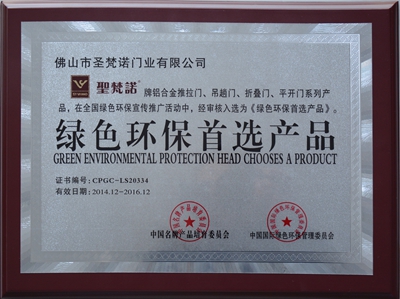 佛山市圣梵诺门业有限公司
聖梵諾 牌铝合金推拉门、吊趟门、折叠门、平开门系列产
品，在全国绿色环保宣传推广活动中，经审核入选为《绿色环保首选产品》。
绿色环保首选产品
GREEN ENVIRONMENTAL PROTECTION HEAD CHOOSES A PRODUCT
证书编号：CPGC-LS20334
有效日期：2014.12-2016.12
中国名牌产品培育委员会
中国国际绿色环保管理委员会